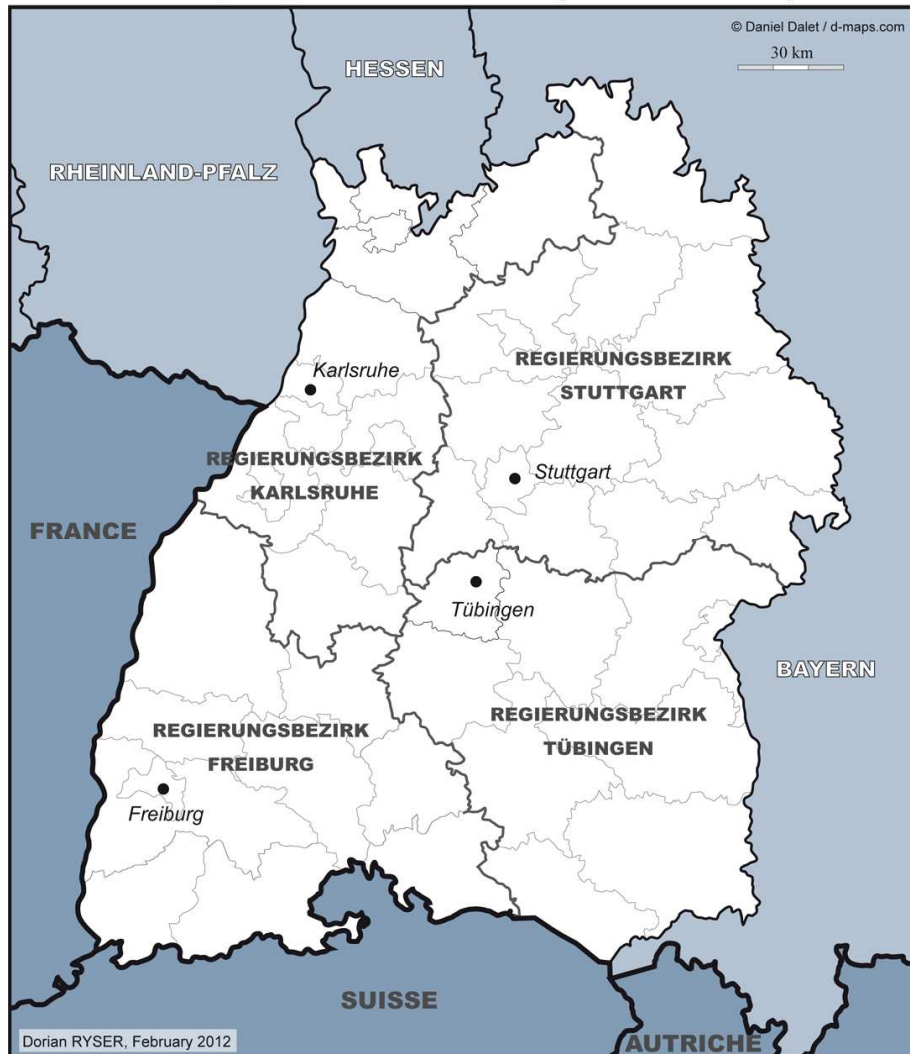 © Daniel Dalet / d-maps.com
30 km
HESSEN
RHEINLAND-PFALZ
Karlsruhe
REGIERUNGSBEZIRK
STUTTGART
REGIERUNGSBEZIRK
KARLSRUHE
Stuttgart
FRANCE
Tübingen
BAYERN
REGIERUNGSBEZIRK
TÜBINGEN
REGIERUNGSBEZIRK
FREIBURG
Freiburg
SUISSE
AUTRICHE
Dorian RYSER, February 2012